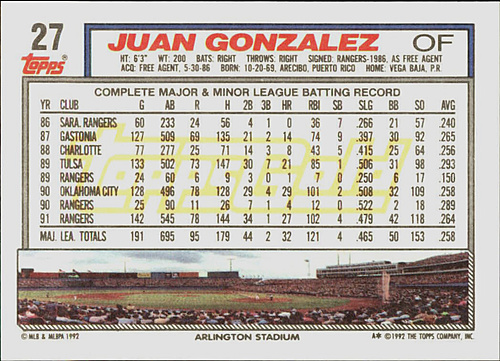 27
Topps®
JUAN GONZALEZ OF
HT: 6'3" WT: 200 BATS: RIGHT THROWS: RIGHT SIGNED: RANGERS-1986, AS FREE AGENT
ACQ: FREE AGENT, 5-30-86 BORN: 10-20-69, ARECIBO, PUERTO RICO HOME: VEGA BAJA, P.R.
COMPLETE MAJOR & MINOR LEAGUE BATTING RECORD
YR CLUB G AB R H 2B 3B HR RBI SB SLG BB SO AVG
86 SARA. RANGERS 60 233 24 56 4 1 0 36 7 .266 21 57 .240
87 GASTONIA 127 509 69 135 21 2 14 74 9 .397 30 92 .265
88 CHARLOTTE 77 277 25 71 14 3 8 43 5 .415 25 64 .256
89 TULSA 133 502 73 147 30 7 21 85 1 .506 31 98 .293
89 RANGERS 24 60 6 9 3 0 1 7 0 .250 6 17 .150
90 OKLAHOMA CITY 128 496 78 128 29 4 29 101 2 .508 32 109 .258
90 RANGERS 25 90 11 26 7 1 4 12 0 .522 2 18 .289
91 RANGERS 142 545 78 144 34 1 27 102 4 .479 42 118 .264
MAJ. LEA. TOTALS 191 695 95 179 44 2 32 121 4 .465 50 153 .258
ToppsGold
© MLB & MLBPA 1992 ARLINGTON STADIUM A* © 1992 THE TOPPS COMPANY, INC.